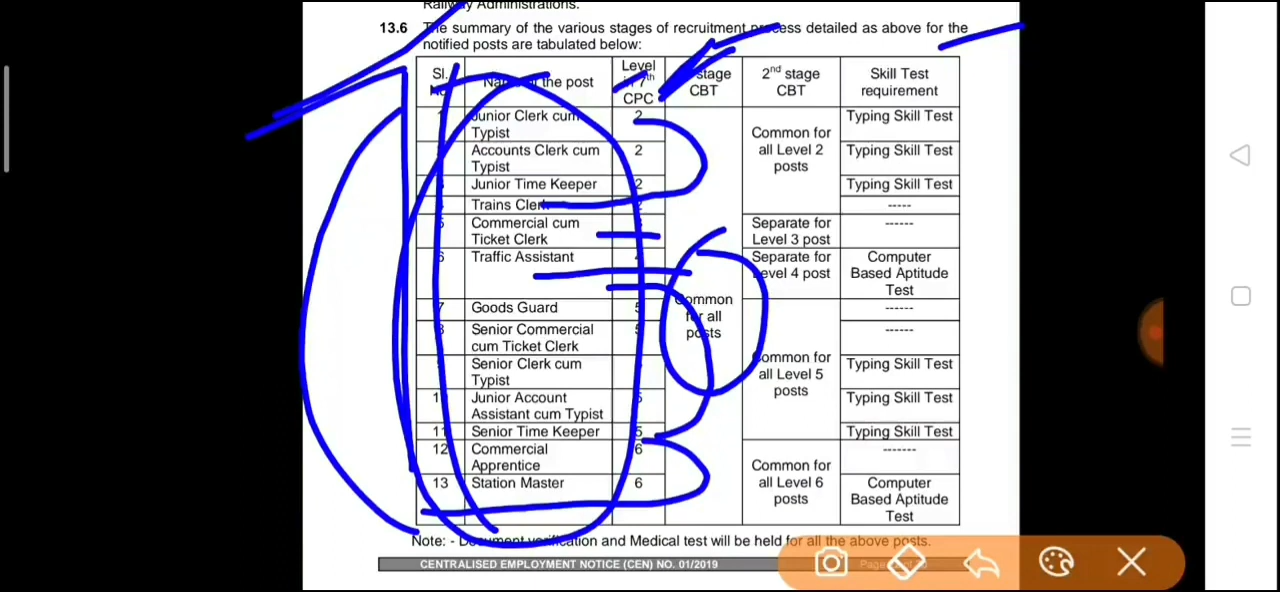 Railway Administrations.
13.6 The summary of the various stages of recruitment process detailed as above for the
notified posts are tabulated below:
Sl. No. Name of the post Level in 7th CPC stage CBT 2nd stage CBT Skill Test requirement
1 Junior Clerk cum Typist 2 Typing Skill Test
Accounts Clerk cum Typist 2 Common for all Level 2 posts Typing Skill Test
Junior Time Keeper 2 Typing Skill Test
Trains Clerk 2 -----
5 Commercial cum Ticket Clerk Separate for Level 3 post ------
6 Traffic Assistant 4 Separate for Level 4 post Computer Based Aptitude Test
Common for all posts
7 Goods Guard 5 ------
8 Senior Commercial cum Ticket Clerk 5 ------
Senior Clerk cum Typist Common for all Level 5 posts Typing Skill Test
Junior Account Assistant cum Typist 5 Typing Skill Test
11 Senior Time Keeper 5 Typing Skill Test
12 Commercial Apprentice 6 Common for all Level 6 posts -------
13 Station Master 6 Computer Based Aptitude Test
Note: - Document verification and Medical test will be held for all the above posts.
CENTRALISED EMPLOYMENT NOTICE (CEN) NO. 01/2019